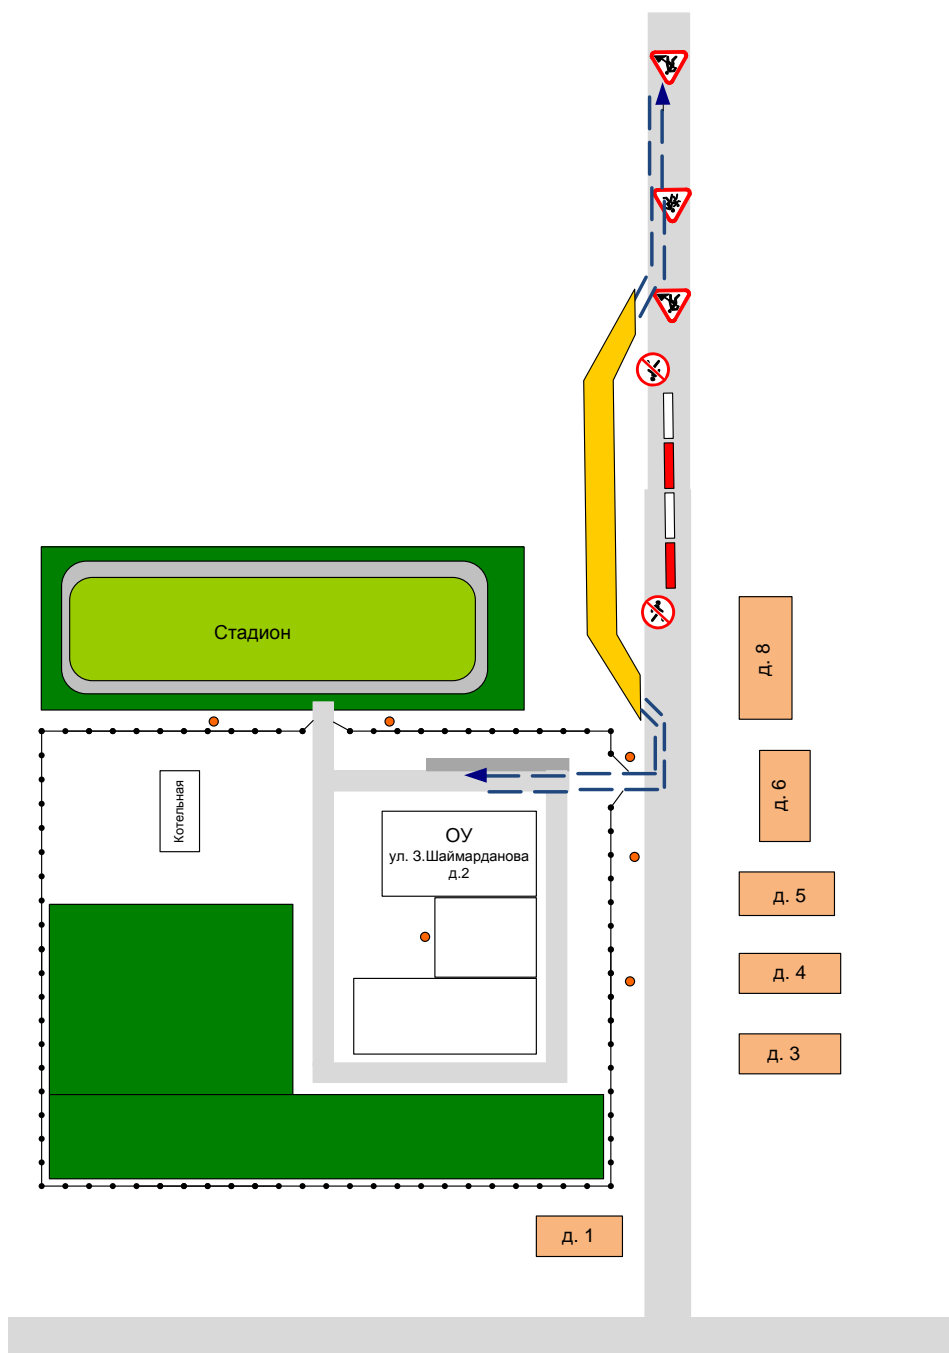 Стадион
д. 8
д. 6
Котельная
ОУ
ул. З.Шаймарданова
д.2
д. 5
д. 4
д. 3
д. 1